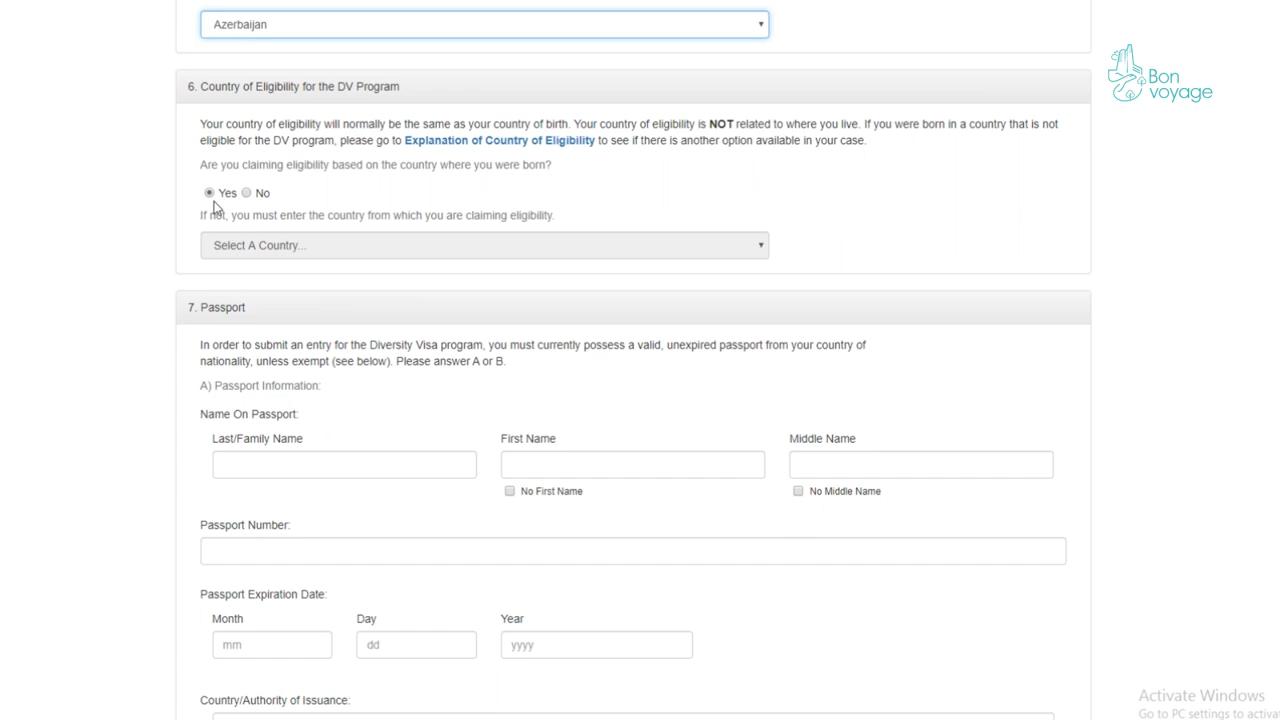 Azerbaijan
Bon
voyage
6. Country of Eligibility for the DV Program
Your country of eligibility will normally be the same as your country of birth. Your country of eligibility is NOT related to where you live. If you were born in a country that is not
eligible for the DV program, please go to Explanation of Country of Eligibility to see if there is another option available in your case.
Are you claiming eligibility based on the country where you were born?
Yes No
If not, you must enter the country from which you are claiming eligibility.
Select A Country...
7. Passport
In order to submit an entry for the Diversity Visa program, you must currently possess a valid, unexpired passport from your country of
nationality, unless exempt (see below). Please answer A or B.
A) Passport Information:
Name On Passport:
Last/Family Name First Name Middle Name
No First Name No Middle Name
Passport Number:
Passport Expiration Date:
Month Day Year
mm dd yyyy
Country/Authority of Issuance:
Activate Windows
Go to PC settings to activa